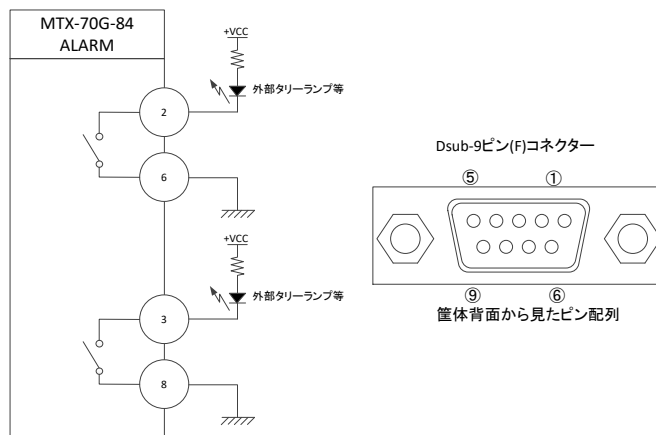 MTX-70G-84
ALARM
+VCC
外部タリーランプ等
2
6
+VCC
外部タリーランプ等
3
8
Dsub-9ピン(F)コネクター
⑤ ①
⑨ ⑥
筐体背面から見たピン配列